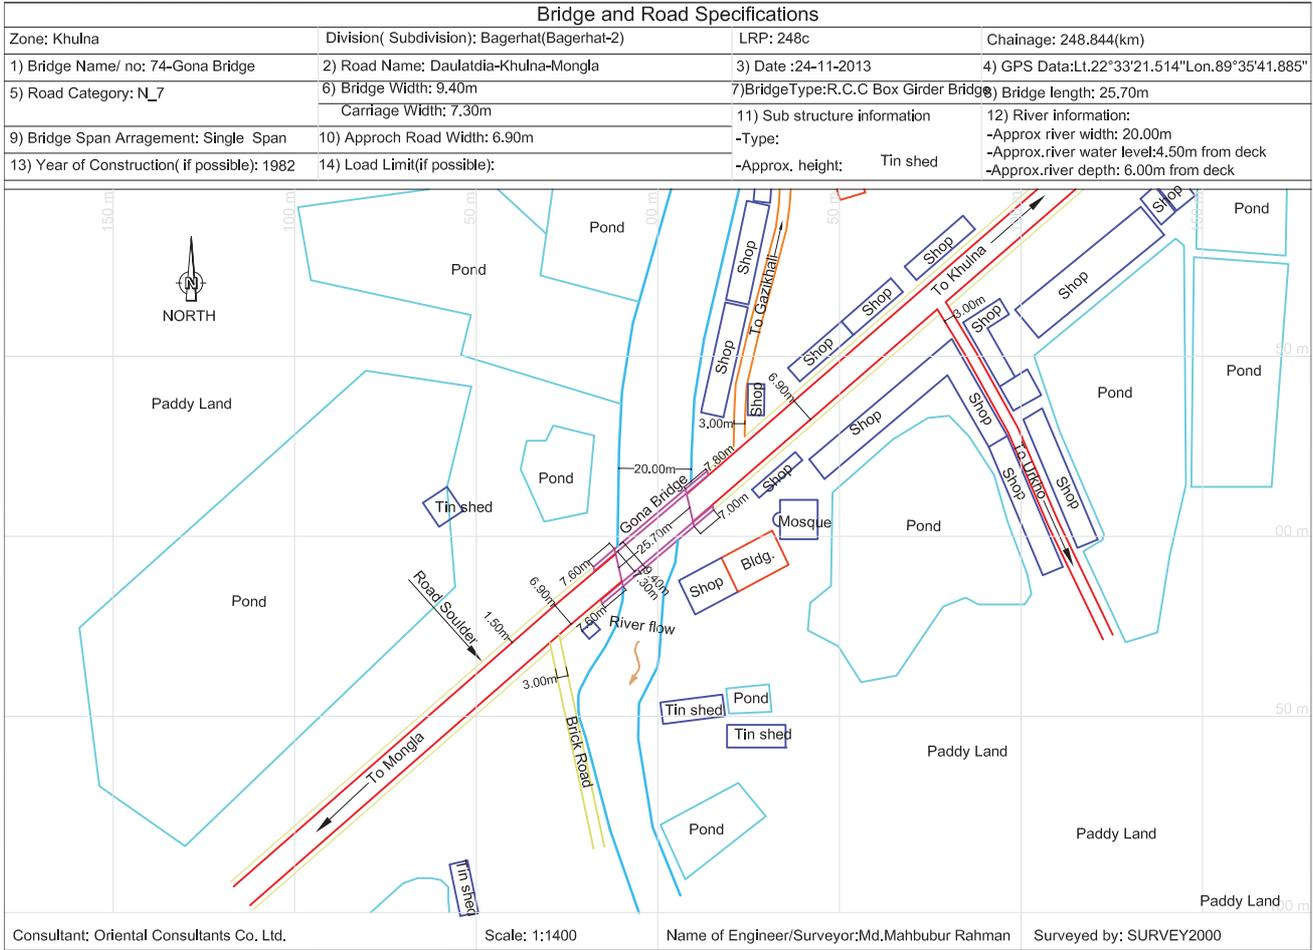 Bridge and Road Specifications
Zone: Khulna
Division( Subdivision): Bagerhat(Bagerhat-2)
LRP: 248c
Chainage: 248.844(km)
1) Bridge Name/ no: 74-Gona Bridge
2) Road Name: Daulatdia-Khulna-Mongla
3) Date :24-11-2013
4) GPS Data:Lt.22°33'21.514"Lon.89°35'41.885"
5) Road Category: N_7
6) Bridge Width: 9.40m
Carriage Width: 7.30m
7)BridgeType:R.C.C Box Girder Bridge
8) Bridge length: 25.70m
9) Bridge Span Arragement: Single Span
10) Approch Road Width: 6.90m
11) Sub structure information
-Type:
-Approx. height:
Tin shed
12) River information:
-Approx river width: 20.00m
-Approx.river water level:4.50m from deck
-Approx.river depth: 6.00m from deck
13) Year of Construction( if possible): 1982
14) Load Limit(if possible):
150 m
100 m
50 m
00 m
50 m
Shop
Pond
Pond
Pond
NORTH
N
Shop
To Gazikhali
Shop
Shop
3.00m
Shop
Shop
Shop
To Khulna
3.00m
Shop
Shop
50 m
Pond
Pond
Paddy Land
6.90m
Shop
Shop
Shop
Shop
To Urkho
Pond
Tin shed
20.00m
Gona Bridge
7.80m
7.00m
25.70m
Shop
Mosque
Pond
00 m
7.60m
9.40m
7.30m
7.60m
Shop
Bldg.
Pond
Road Soulder
1.50m
6.90m
River flow
3.00m
Brick Road
Tin shed
Pond
Tin shed
50 m
Paddy Land
To Mongla
Pond
Paddy Land
Tin shed
Paddy Land
00 m
Consultant: Oriental Consultants Co. Ltd.
Scale: 1:1400
Name of Engineer/Surveyor:Md.Mahbubur Rahman
Surveyed by: SURVEY2000